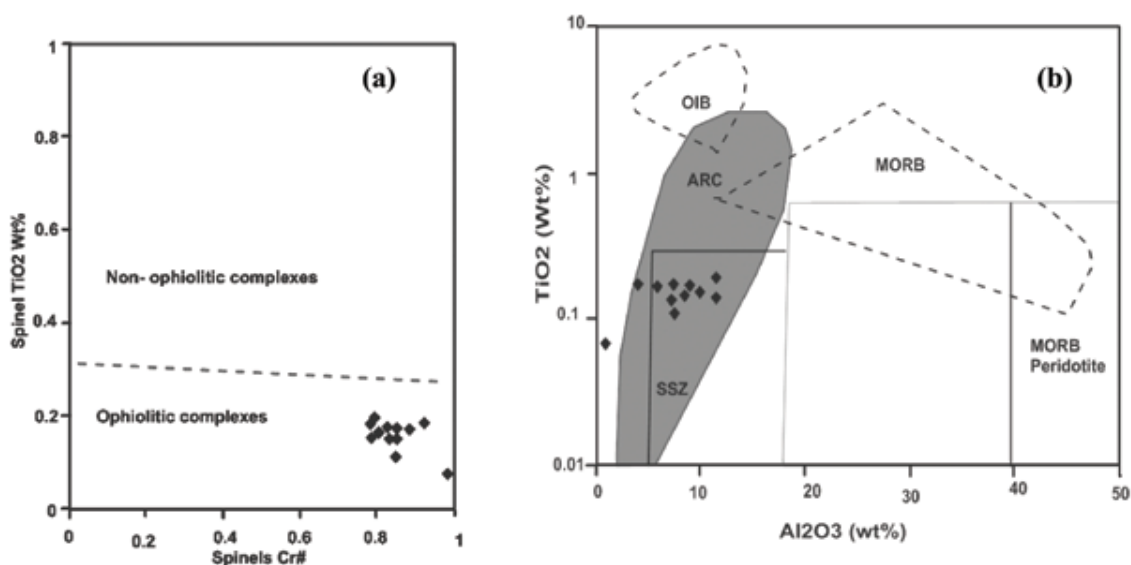 (a)
1
0.8
0.6
0.4
0.2
0
Spinel TiO2 Wt%
Non- ophiolitic complexes
Ophiolitic complexes
0
0.2
0.4
0.6
0.8
1
Spinels Cr#
(b)
10
1
0.1
0.01
TiO2 (Wt%)
OIB
ARC
MORB
SSZ
MORB
Peridotite
0
10
20
30
40
50
Al2O3 (wt%)